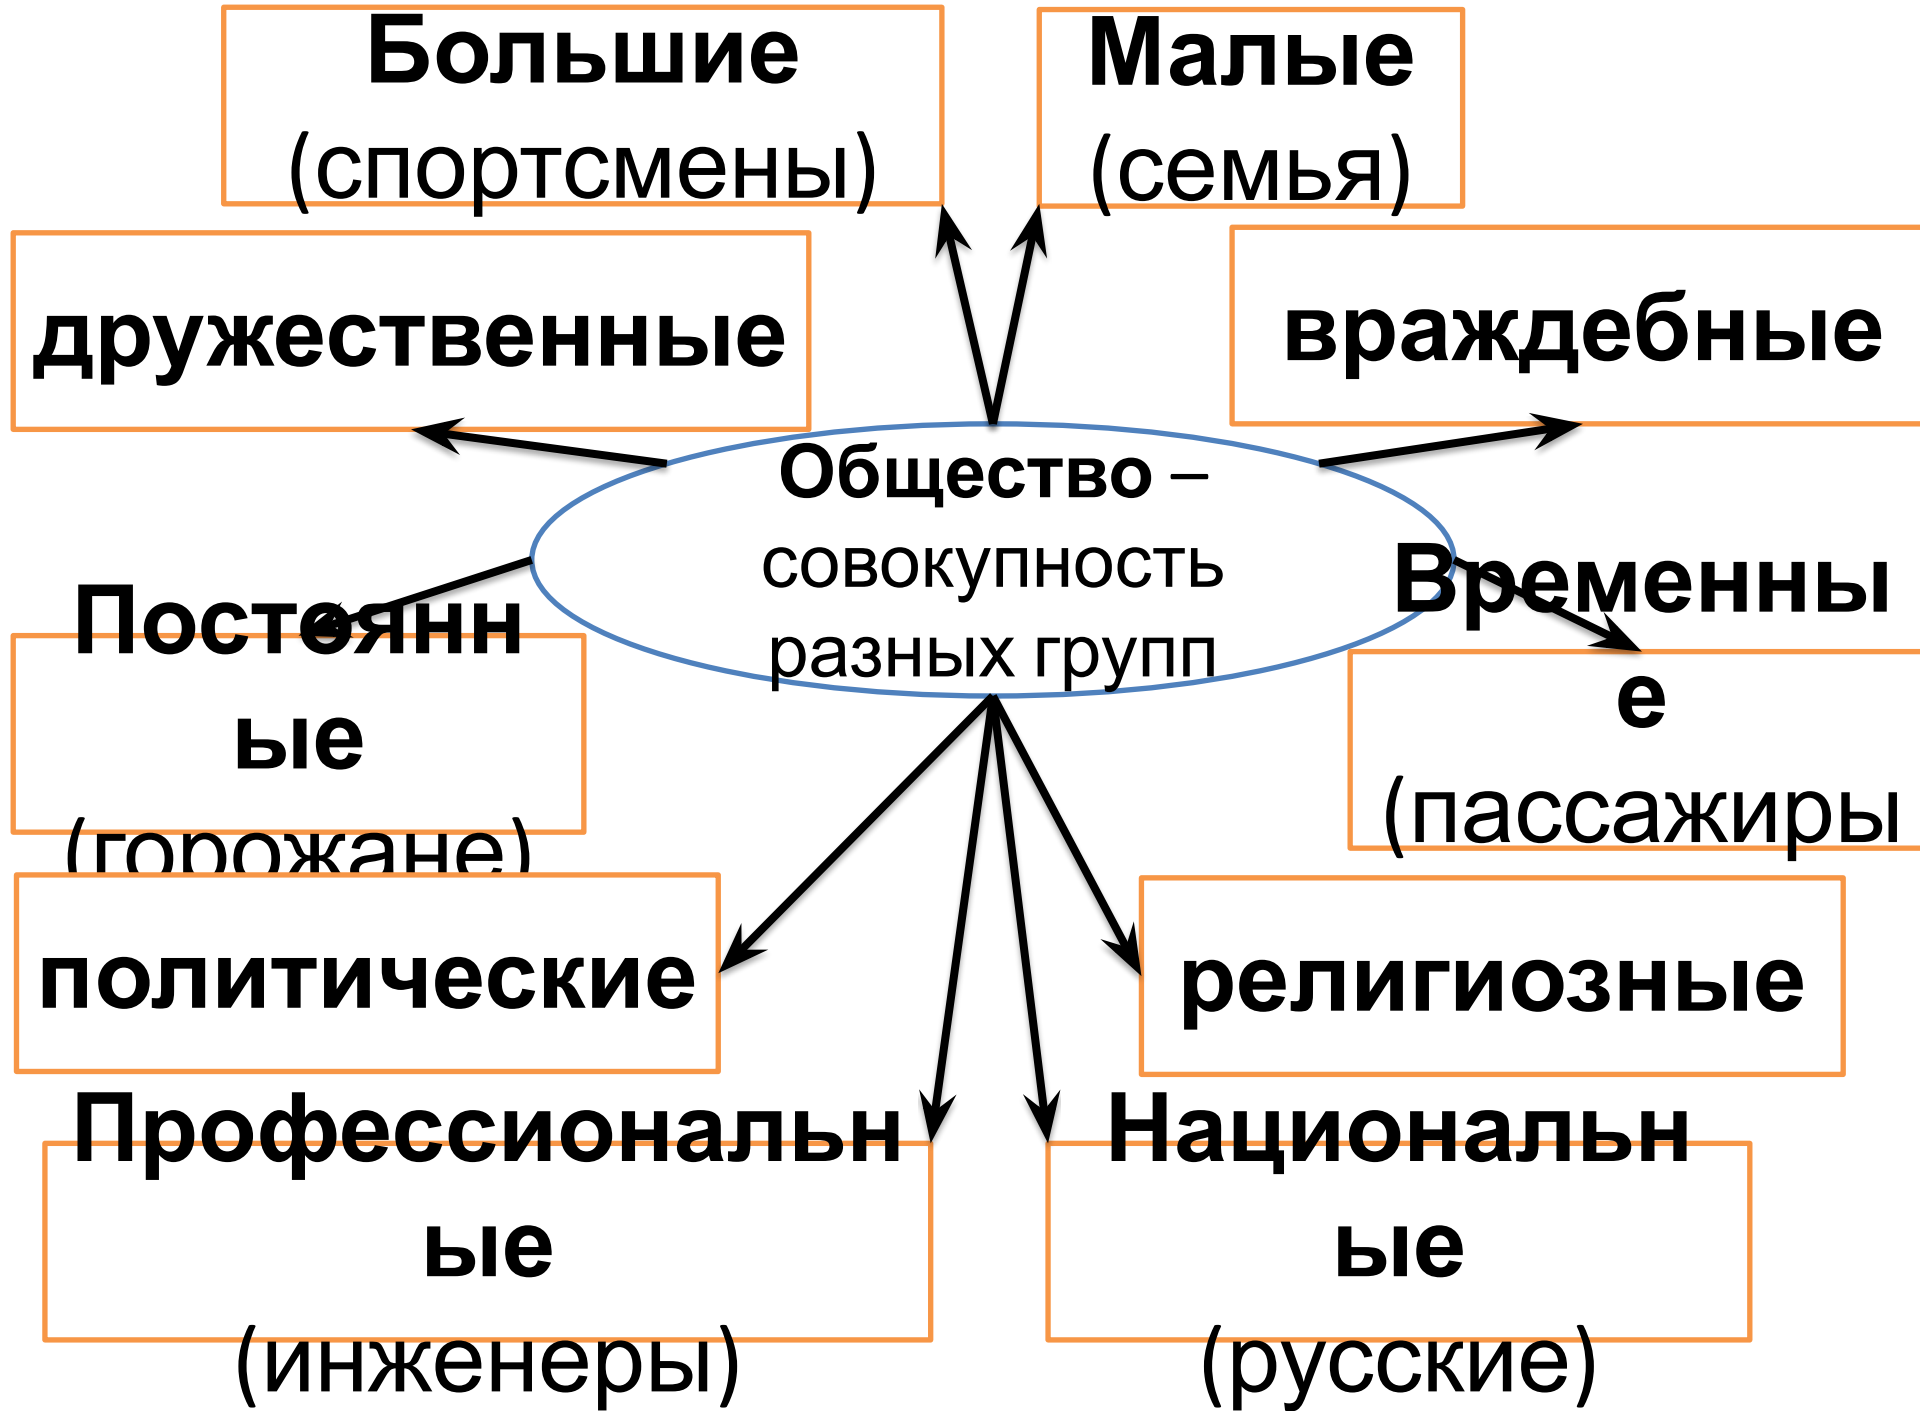 Большие
(спортсмены)
Малые
(семья)
дружественные
враждебные
Общество –
совокупность
разных групп
Постоянн
ые
(горожане)
Временны
е
(пассажиры
политические
религиозные
Профессиональн
ые
(инженеры)
Национальн
ые
(русские)